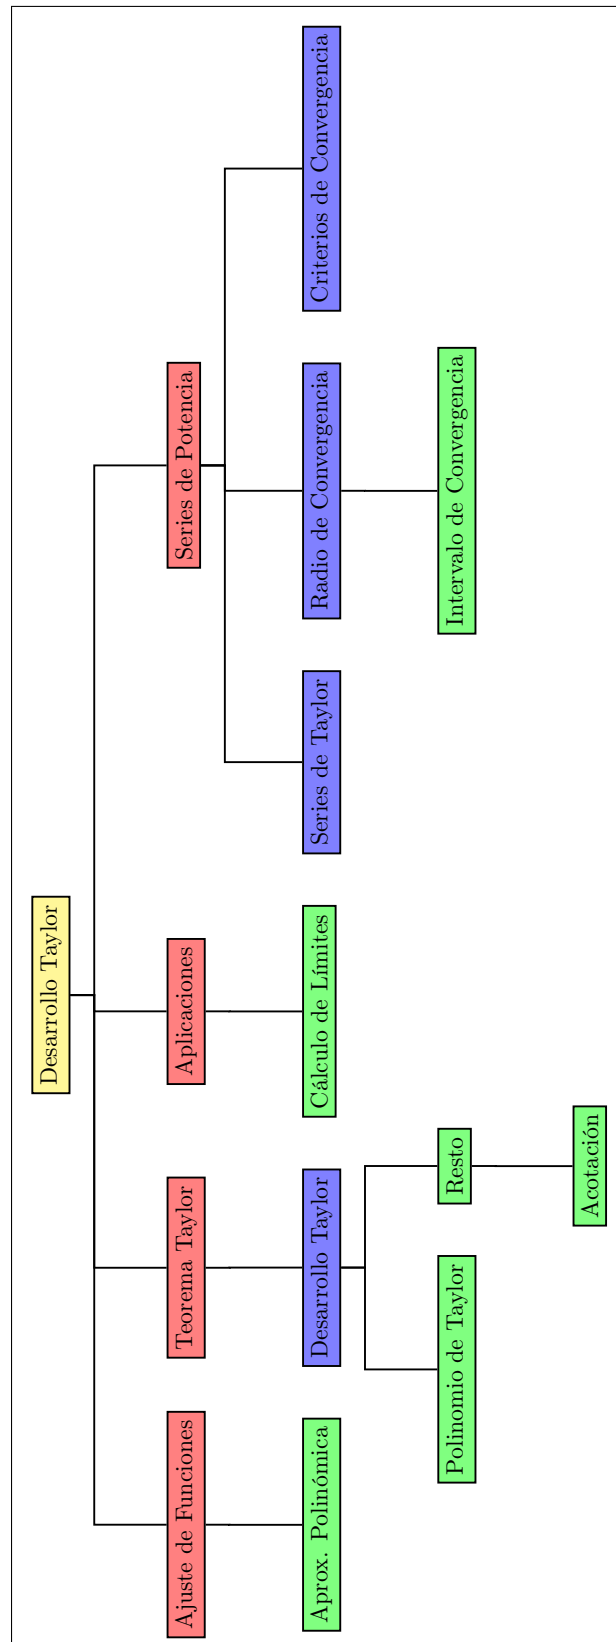 Desarrollo Taylor
Ajuste de Funciones
Teorema Taylor
Aplicaciones
Series de Potencia
Aprox. Polinómica
Desarrollo Taylor
Cálculo de Límites
Series de Taylor
Radio de Convergencia
Criterios de Convergencia
Polinomio de Taylor
Resto
Intervalo de Convergencia
Acotación